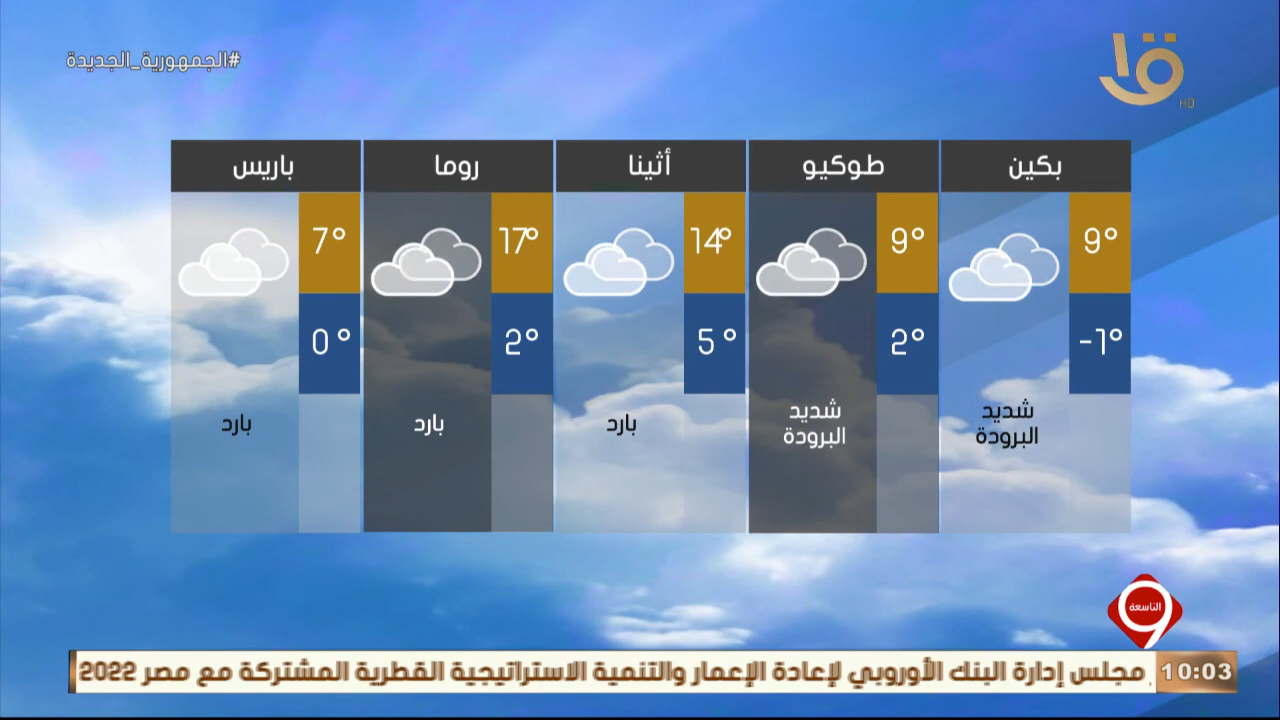 #الجمهورية_الجديدة
HD
بكين
9°
-1°
شديد
البرودة
طوكيو
9°
2°
شديد
البرودة
أثينا
14°
5°
بارد
روما
17°
2°
بارد
باريس
7°
0°
بارد
التاسعة
9
10:03
مجلس إدارة البنك الأوروبي لإعادة الإعمار والتنمية الاستراتيجية القطرية المشتركة مع مصر 2022